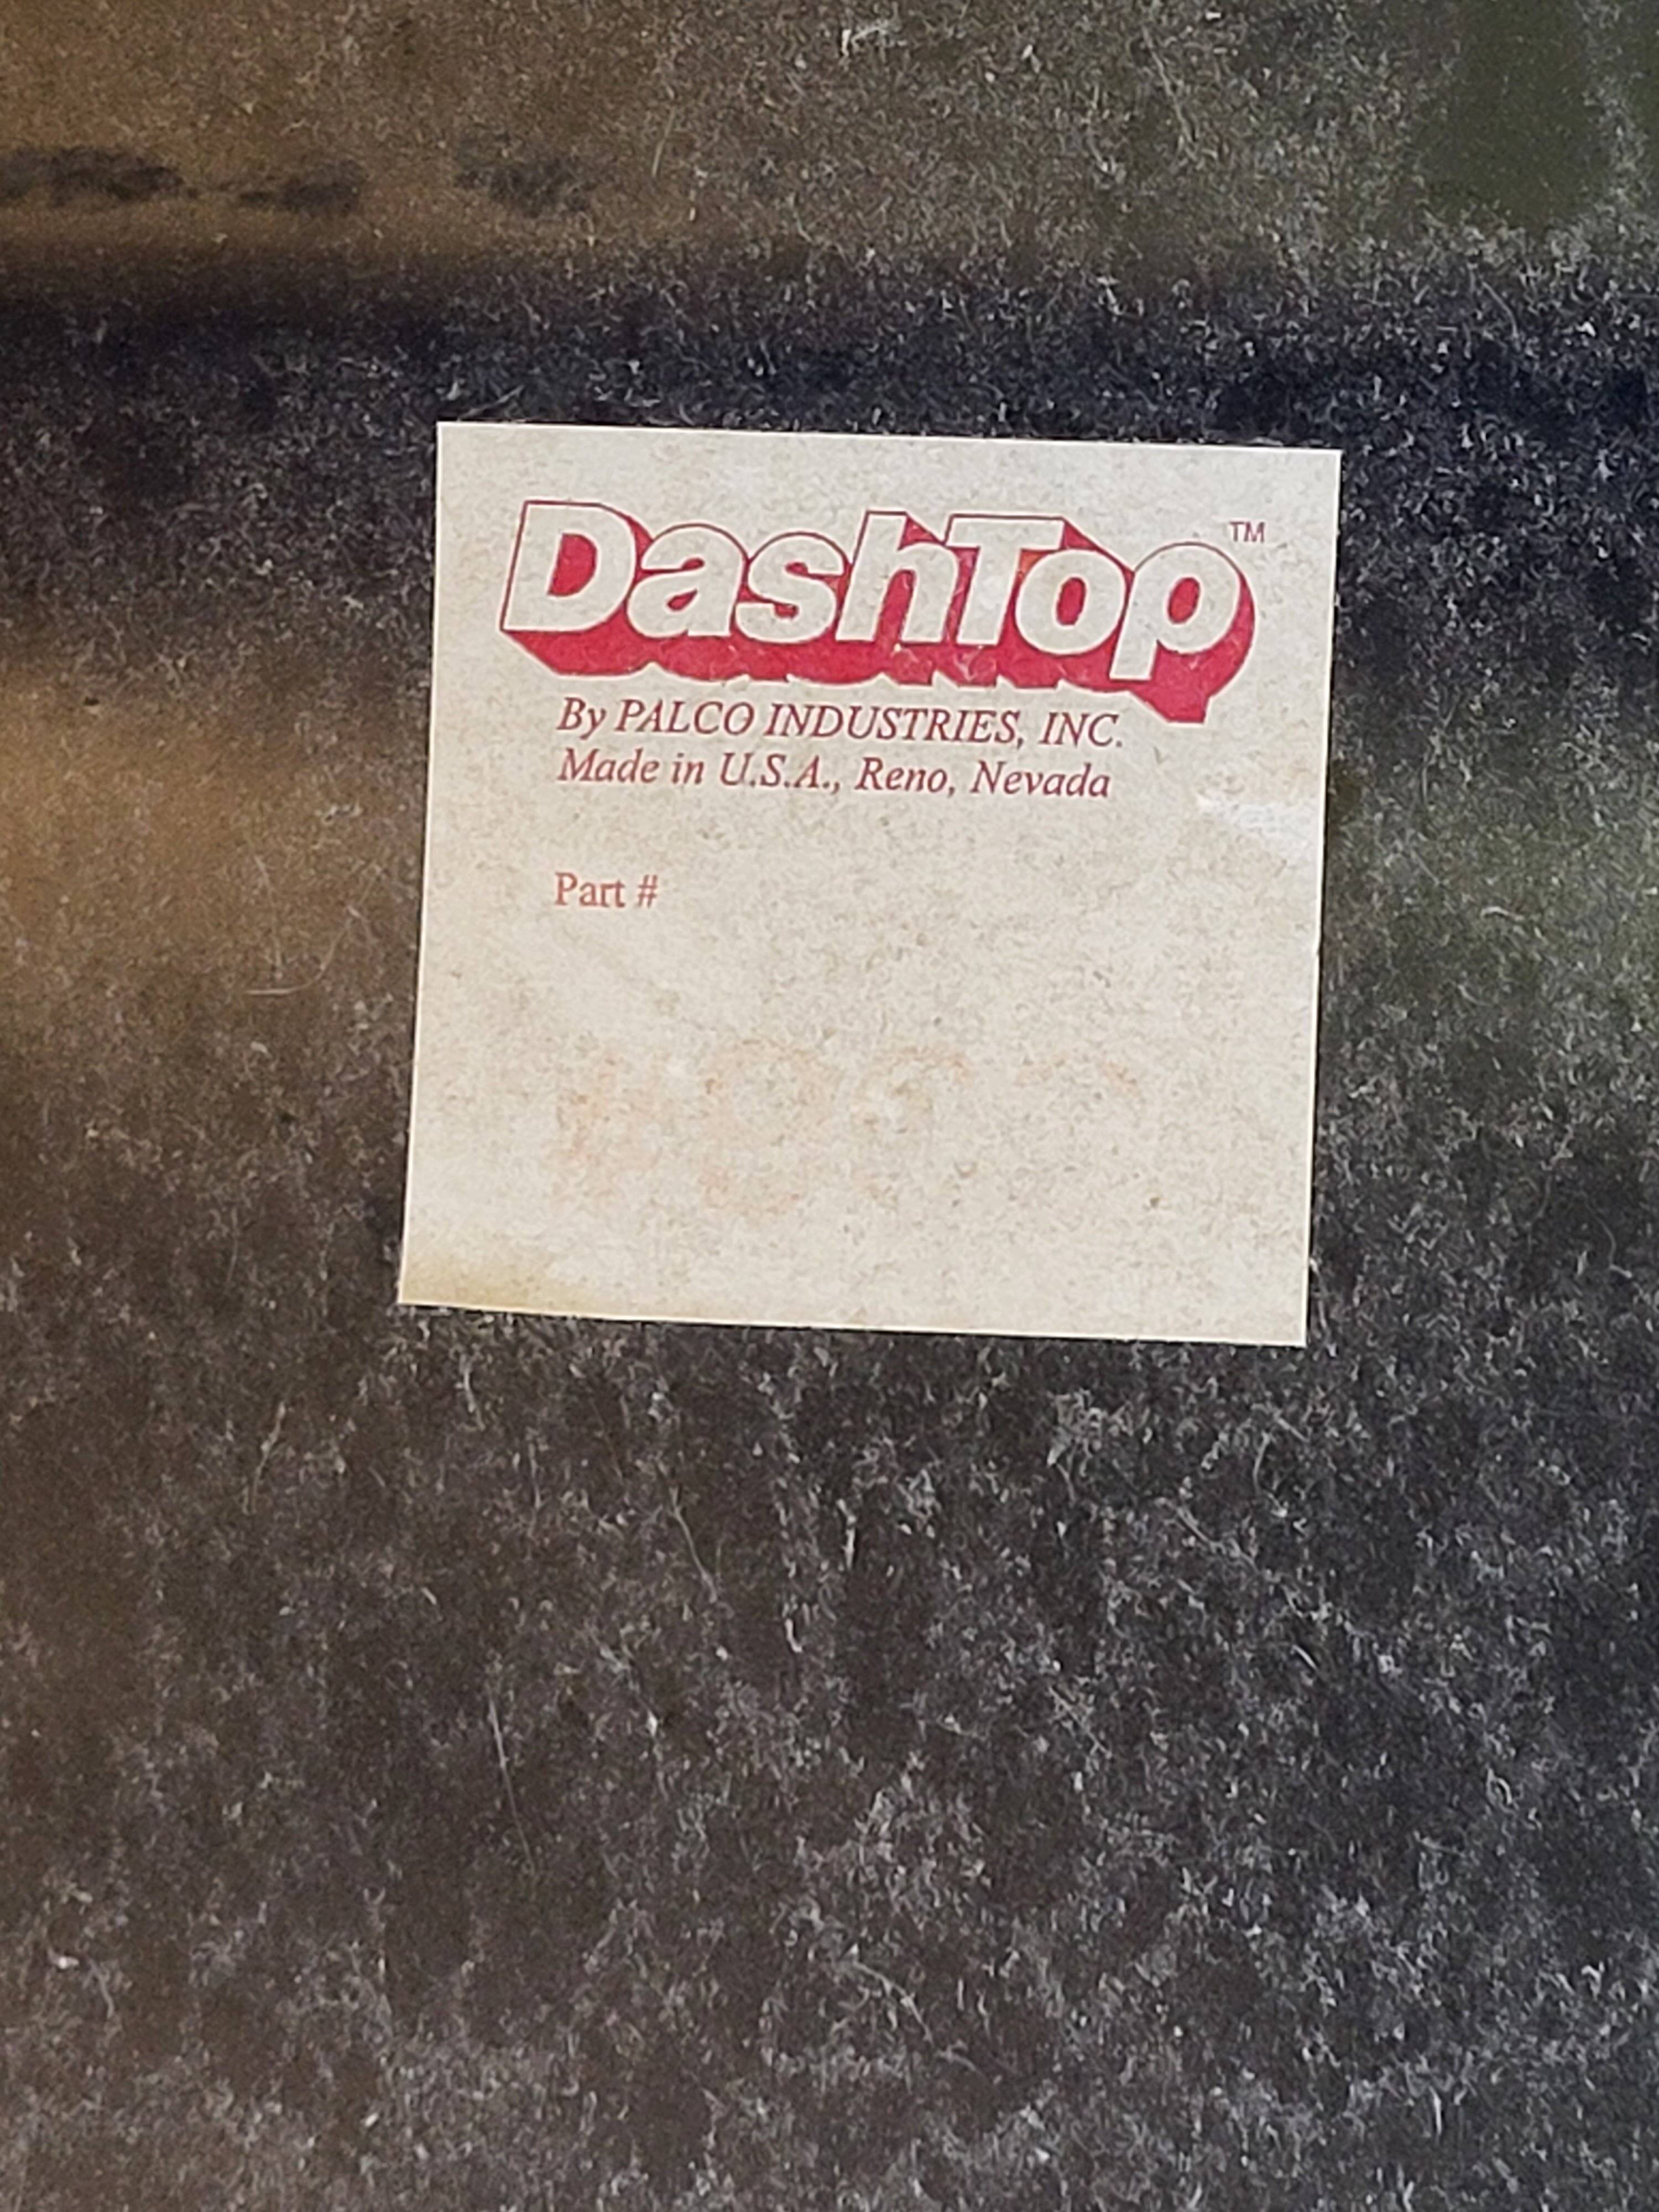 DashTop™
By PALCO INDUSTRIES, INC.
Made in U.S.A., Reno, Nevada
Part #